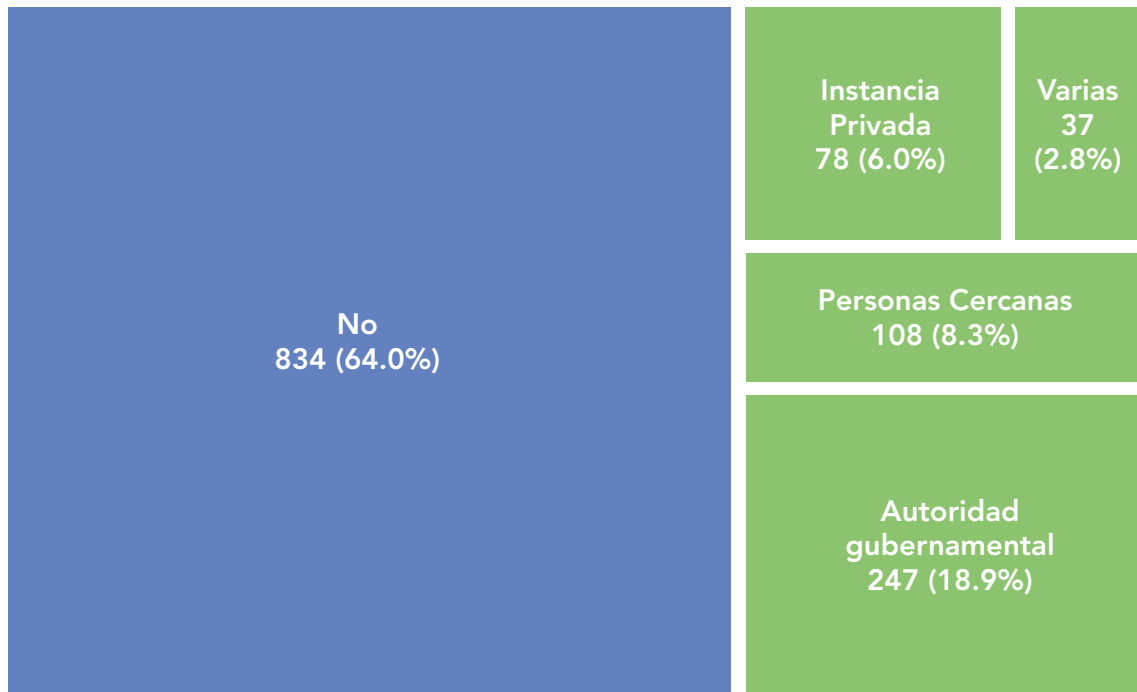 No
834 (64.0%)
Instancia
Privada
78 (6.0%)
Varias
37
(2.8%)
Personas Cercanas
108 (8.3%)
Autoridad
gubernamental
247 (18.9%)